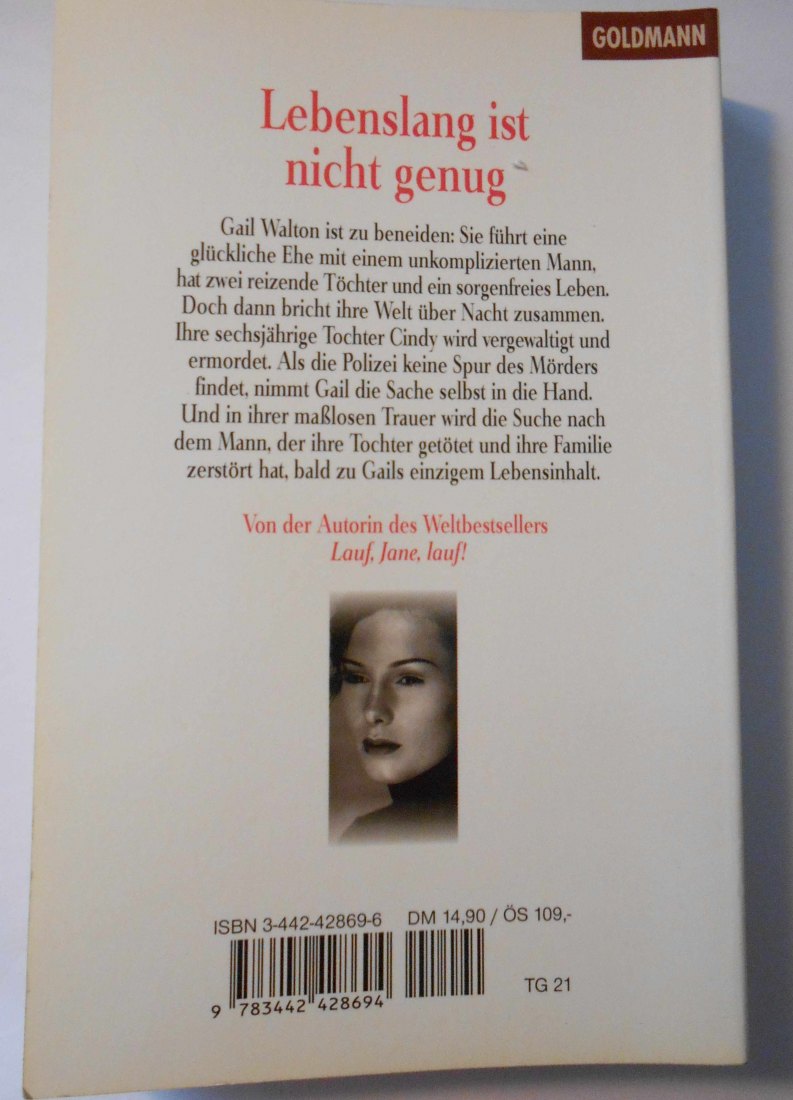 GOLDMANN
Lebenslang ist
nicht genug
Gail Walton ist zu beneiden: Sie führt eine
glückliche Ehe mit einem unkomplizierten Mann,
hat zwei reizende Töchter und ein sorgenfreies Leben.
Doch dann bricht ihre Welt über Nacht zusammen.
Ihre sechsjährige Tochter Cindy wird vergewaltigt und
ermordet. Als die Polizei keine Spur des Mörders
findet, nimmt Gail die Sache selbst in die Hand.
Und in ihrer maßlosen Trauer wird die Suche nach
dem Mann, der ihre Tochter getötet und ihre Familie
zerstört hat, bald zu Gails einzigem Lebensinhalt.
Von der Autorin des Weltbestsellers
Lauf, Jane, lauf!
ISBN 3-442-42869-6 DM 14,90 / ÖS 109,-
TG 21
9 783442 428694